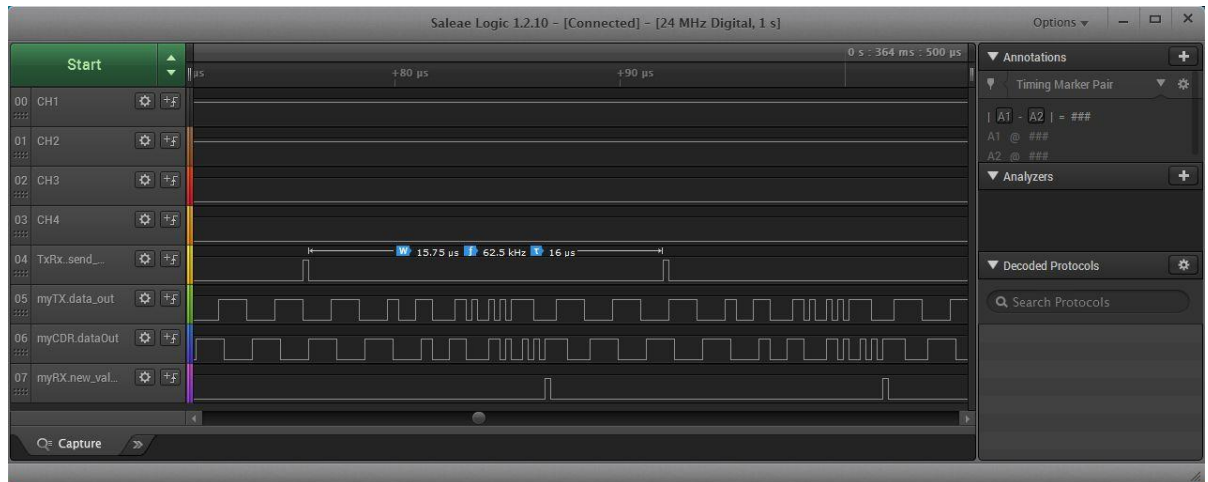 Saleae Logic 1.2.10 - [Connected] - [24 MHz Digital, 1 s]
Options
Start
0 s : 364 ms : 500 µs
µs
+80 µs
+90 µs
00 CH1
01 CH2
02 CH3
03 CH4
04 TxRx..send_...
W 15.75 µs f 62.5 kHz T 16 µs
05 myTX.data_out
06 myCDR.dataOut
07 myRX.new_val...
Capture
Annotations
Timing Marker Pair
| A1 - A2 | = ###
A1 @ ###
A2 @ ###
Analyzers
Decoded Protocols
Search Protocols